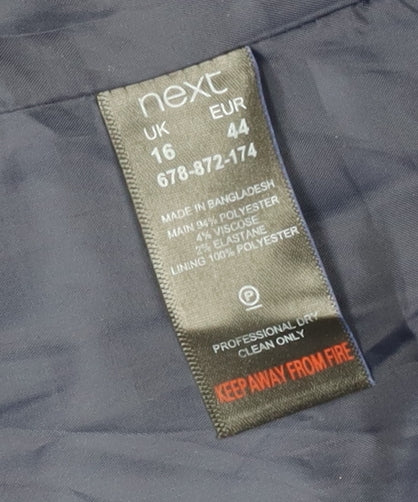 next
UK EUR
16 44
678-872-174
MADE IN BANGLADESH
MAIN 94% POLYESTER
4% VISCOSE
2% ELASTANE
LINING 100% POLYESTER
P
PROFESSIONAL DRY
CLEAN ONLY
KEEP AWAY FROM FIRE